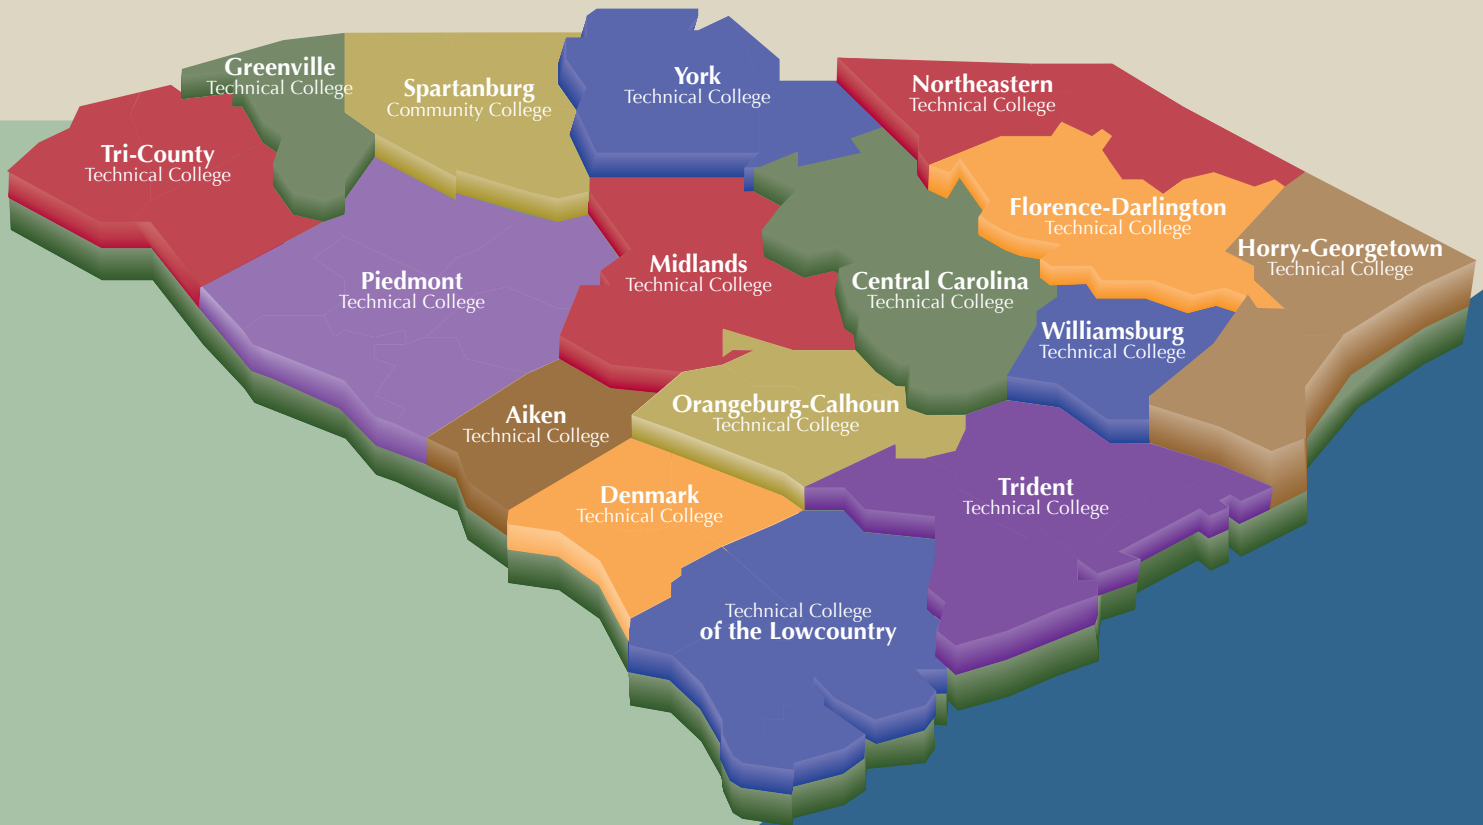 Greenville
Technical College
Spartanburg
Community College
York
Technical College
Northeastern
Technical College
Tri-County
Technical College
Florence-Darlington
Technical College
Horry-Georgetown
Technical College
Midlands
Technical College
Piedmont
Technical College
Central Carolina
Technical College
Williamsburg
Technical College
Aiken
Technical College
Orangeburg-Calhoun
Technical College
Denmark
Technical College
Trident
Technical College
Technical College
of the Lowcountry